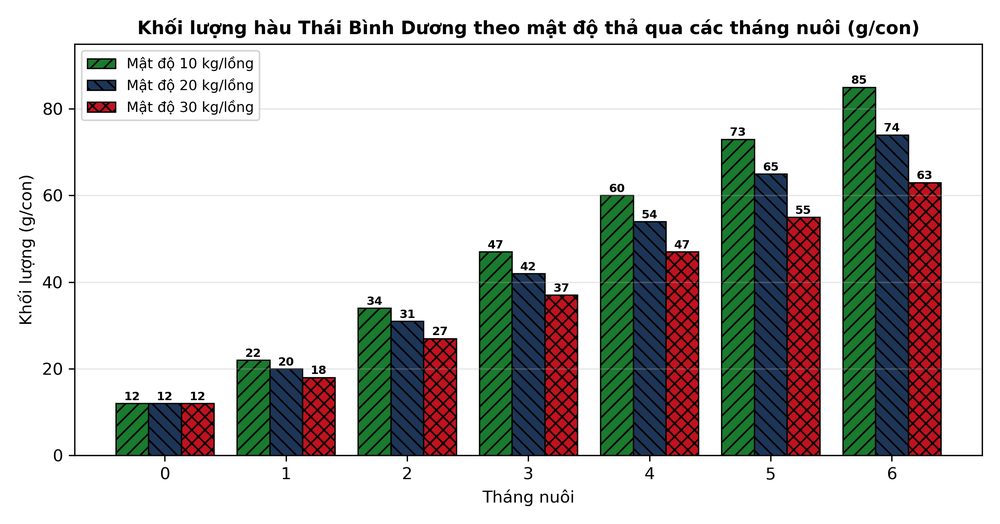 Khối lượng hàu Thái Bình Dương theo mật độ thả qua các tháng nuôi (g/con)
Mật độ 10 kg/lồng
Mật độ 20 kg/lồng
Mật độ 30 kg/lồng
Khối lượng (g/con)
80
60
40
20
0
12 12 12
22 20 18
34 31 27
47 42 37
60 54 47
73 65 55
85 74 63
0 1 2 3 4 5 6
Tháng nuôi